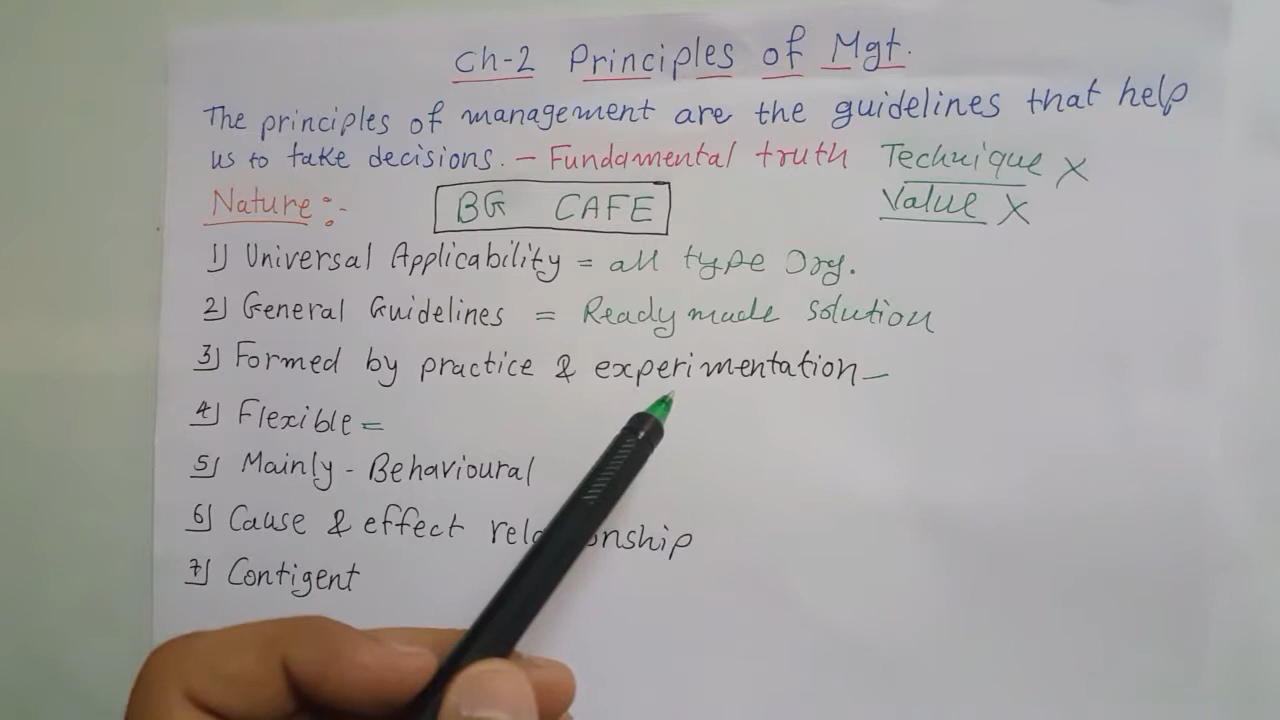 Ch-2 Principles of Mgt.
The principles of management are the guidelines that help
us to take decisions. - Fundamental truth Technique X
Nature:- BG CAFE Value X
1) Universal Applicability = all type Org.
2) General Guidelines = Readymade solution
3) Formed by practice & experimentation -
4) Flexible =
5) Mainly - Behavioural
6) Cause & effect
7) Contigent